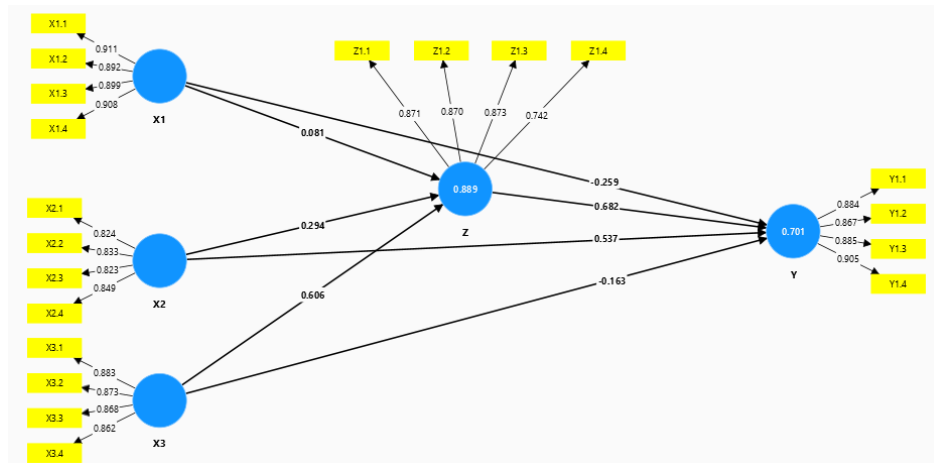 X1.1
X1.2
X1.3
X1.4
0.911
0.892
0.899
0.908
X1
Z1.1
Z1.2
Z1.3
Z1.4
0.871
0.870
0.873
0.742
0.081
-0.259
0.889
Z
0.682
X2.1
X2.2
X2.3
X2.4
0.824
0.833
0.823
0.849
X2
0.294
0.537
0.606
-0.163
0.701
Y
Y1.1
Y1.2
Y1.3
Y1.4
0.884
0.867
0.885
0.905
X3.1
X3.2
X3.3
X3.4
0.883
0.873
0.868
0.862
X3